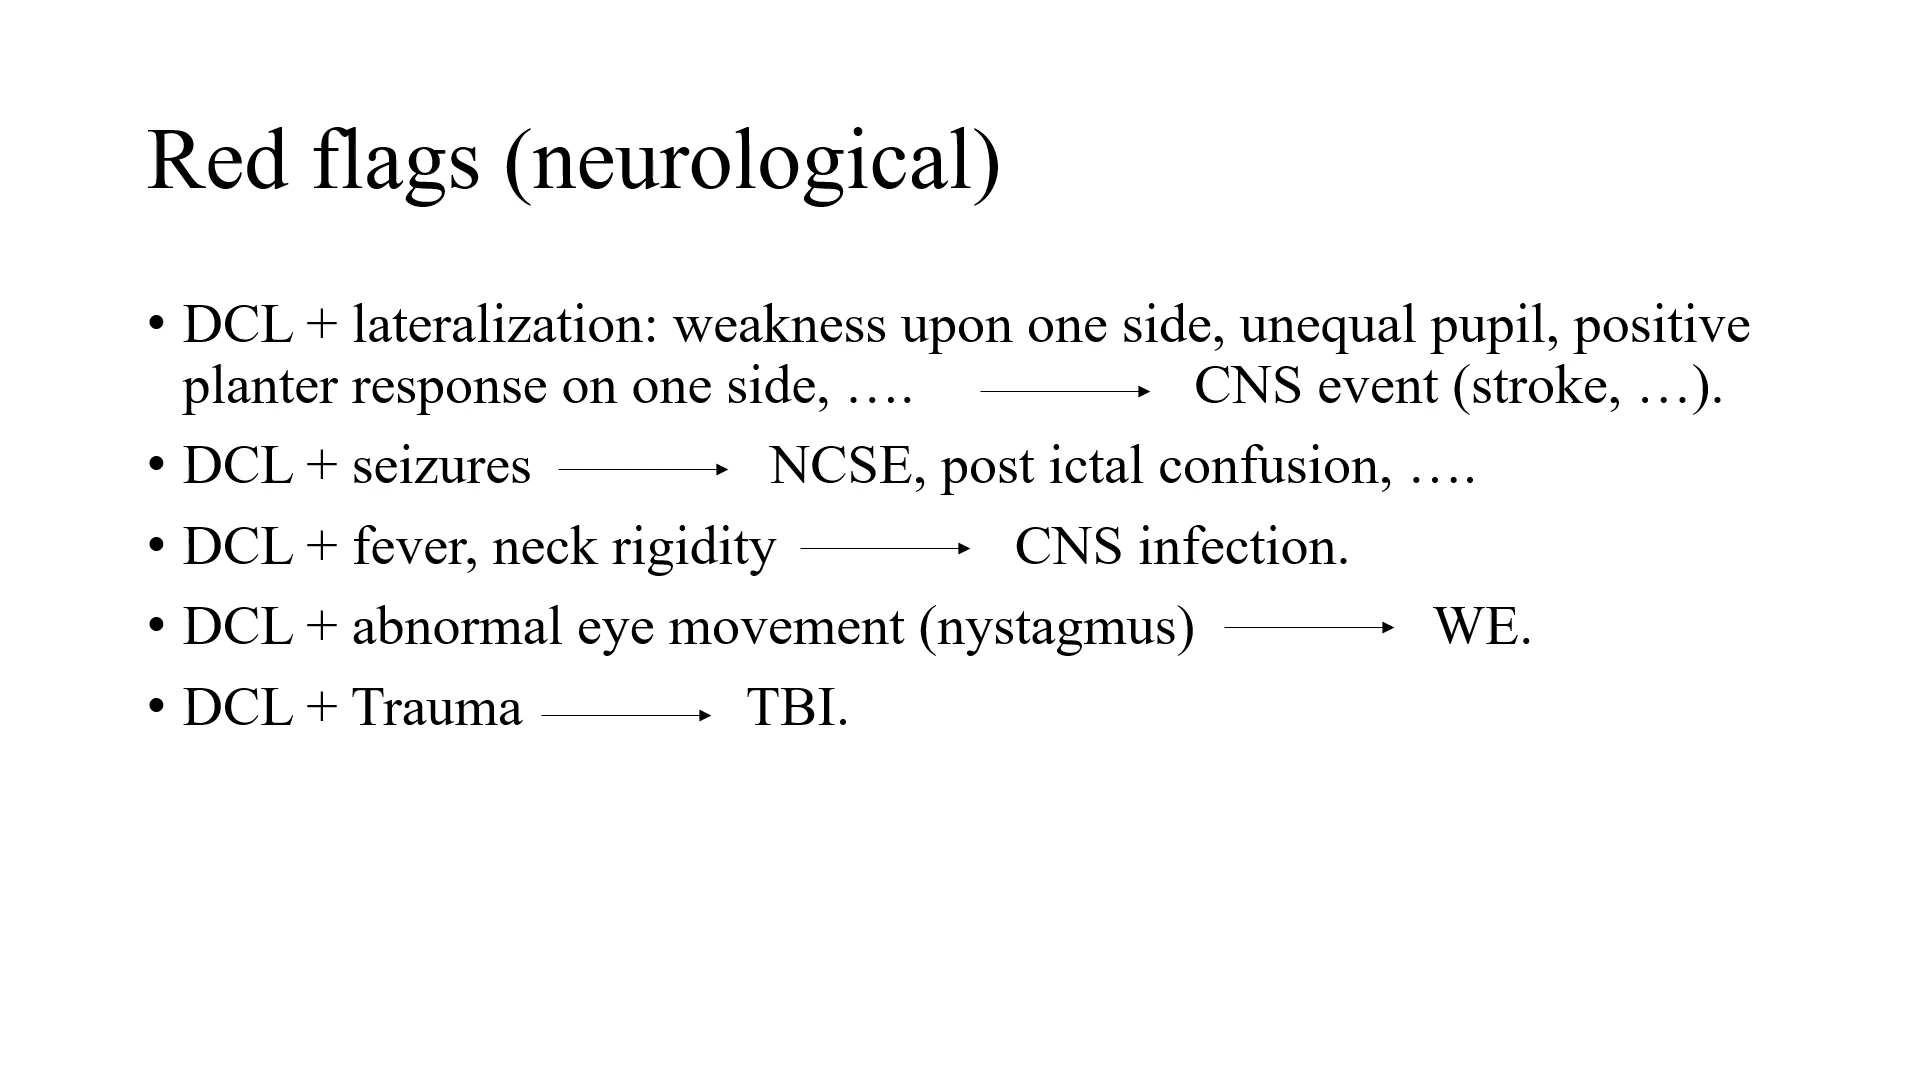 Red flags (neurological)
• DCL + lateralization: weakness upon one side, unequal pupil, positive
planter response on one side, …. CNS event (stroke, …).
• DCL + seizures NCSE, post ictal confusion, ….
• DCL + fever, neck rigidity CNS infection.
• DCL + abnormal eye movement (nystagmus) WE.
• DCL + Trauma TBI.